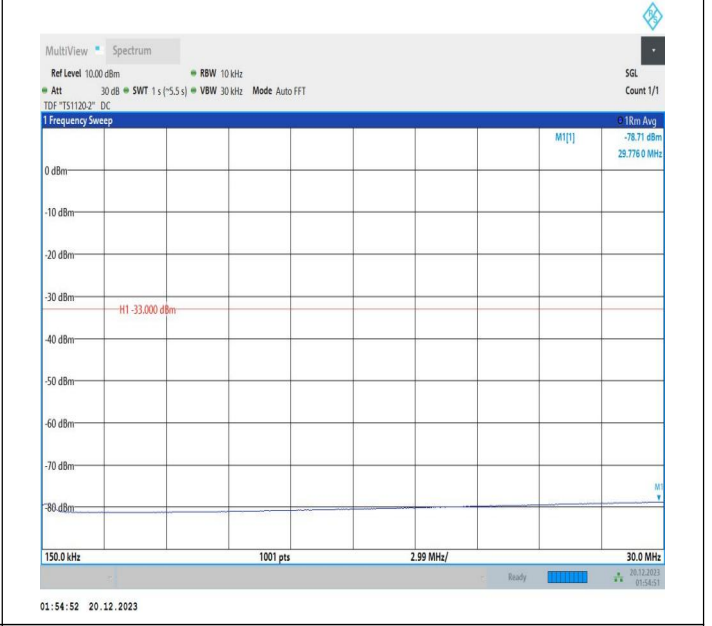 R S
MultiView Spectrum
Ref Level 10.00 dBm RBW 10 kHz SGL
Att 30 dB SWT 1 s (~5.5 s) VBW 30 kHz Mode Auto FFT Count 1/1
TDF "TS1120-2" DC
1 Frequency Sweep 1Rm Avg
M1[1] -78.71 dBm
29.776 0 MHz
0 dBm
-10 dBm
-20 dBm
-30 dBm
H1 -33.000 dBm
-40 dBm
-50 dBm
-60 dBm
-70 dBm
M1
-80 dBm
150.0 kHz 1001 pts 2.99 MHz/ 30.0 MHz
Ready 20.12.2023
01:54:51
01:54:52 20.12.2023